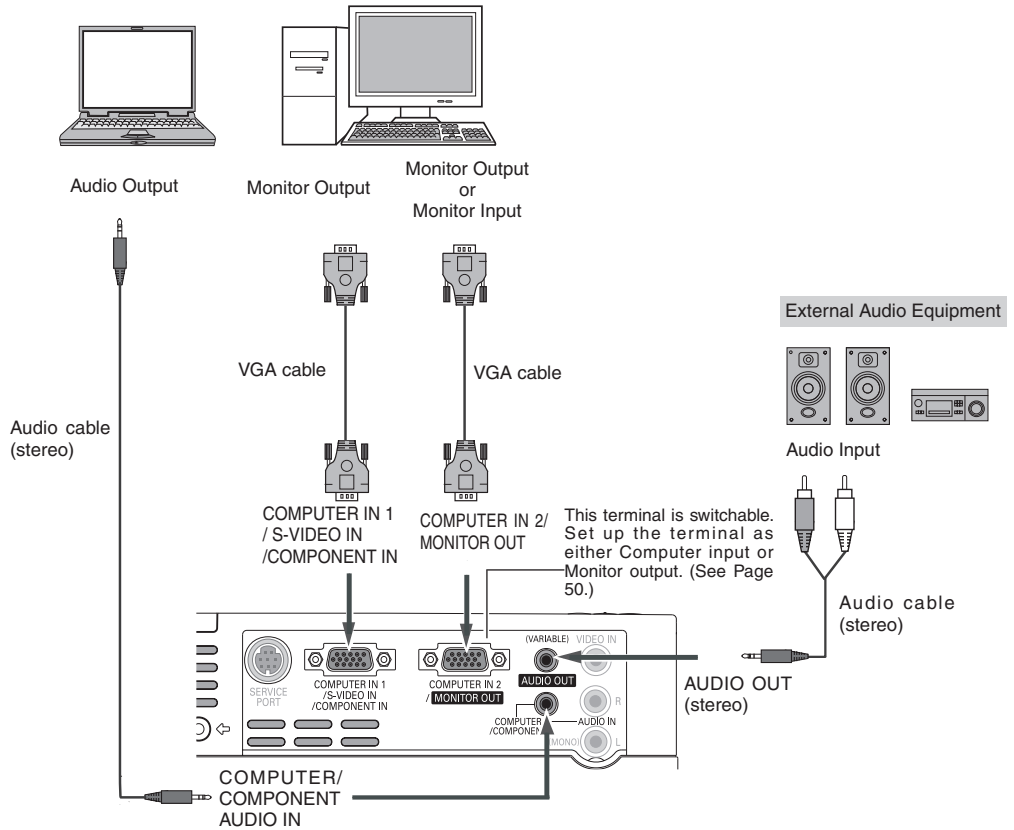 Audio Output
Monitor Output
Monitor Output
or
Monitor Input
External Audio Equipment
VGA cable
VGA cable
Audio cable
(stereo)
Audio Input
COMPUTER IN 1
/ S-VIDEO IN
/COMPONENT IN
COMPUTER IN 2/
MONITOR OUT
This terminal is switchable.
Set up the terminal as
either Computer input or
Monitor output. (See Page
50.)
Audio cable
(stereo)
(VARIABLE)
VIDEO IN
SERVICE
PORT
COMPUTER IN 1
/S-VIDEO IN
/COMPONENT IN
COMPUTER IN 2
/ MONITOR OUT
AUDIO OUT
R
COMPUTER
/COMPONENT
AUDIO IN
(MONO)
L
AUDIO OUT
(stereo)
COMPUTER/
COMPONENT
AUDIO IN